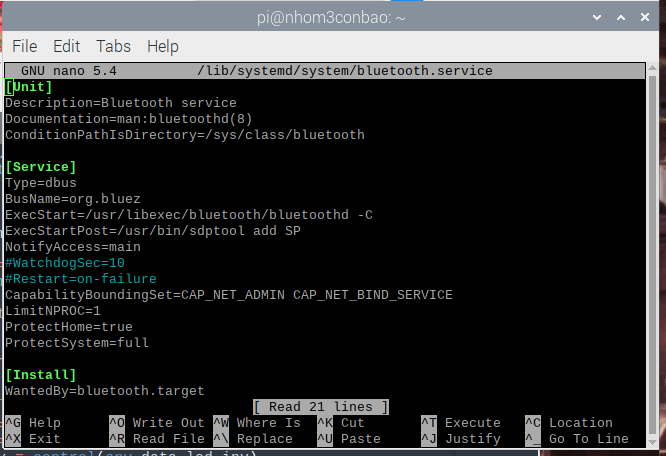 pi@nhom3conbao: ~
File Edit Tabs Help
GNU nano 5.4 /lib/systemd/system/bluetooth.service
[Unit]
Description=Bluetooth service
Documentation=man:bluetoothd(8)
ConditionPathIsDirectory=/sys/class/bluetooth
[Service]
Type=dbus
BusName=org.bluez
ExecStart=/usr/libexec/bluetooth/bluetoothd -C
ExecStartPost=/usr/bin/sdptool add SP
NotifyAccess=main
#WatchdogSec=10
#Restart=on-failure
CapabilityBoundingSet=CAP_NET_ADMIN CAP_NET_BIND_SERVICE
LimitNPROC=1
ProtectHome=true
ProtectSystem=full
[Install]
WantedBy=bluetooth.target
[ Read 21 lines ]
^G Help ^O Write Out ^W Where Is ^K Cut ^T Execute ^C Location
^X Exit ^R Read File ^\ Replace ^U Paste ^J Justify ^_ Go To Line